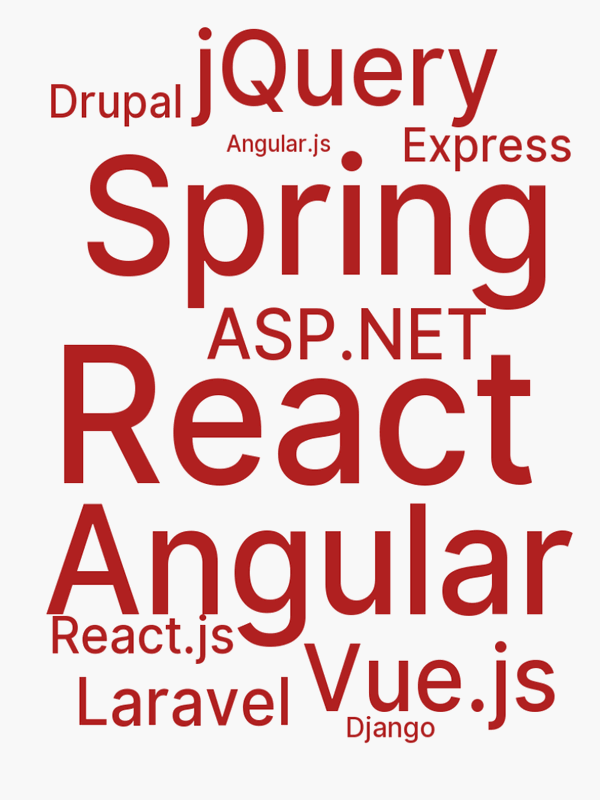 jQuery
Drupal
Angular.js
Express
Spring
ASP.NET
React
Angular
React.js
Vue.js
Laravel
Django